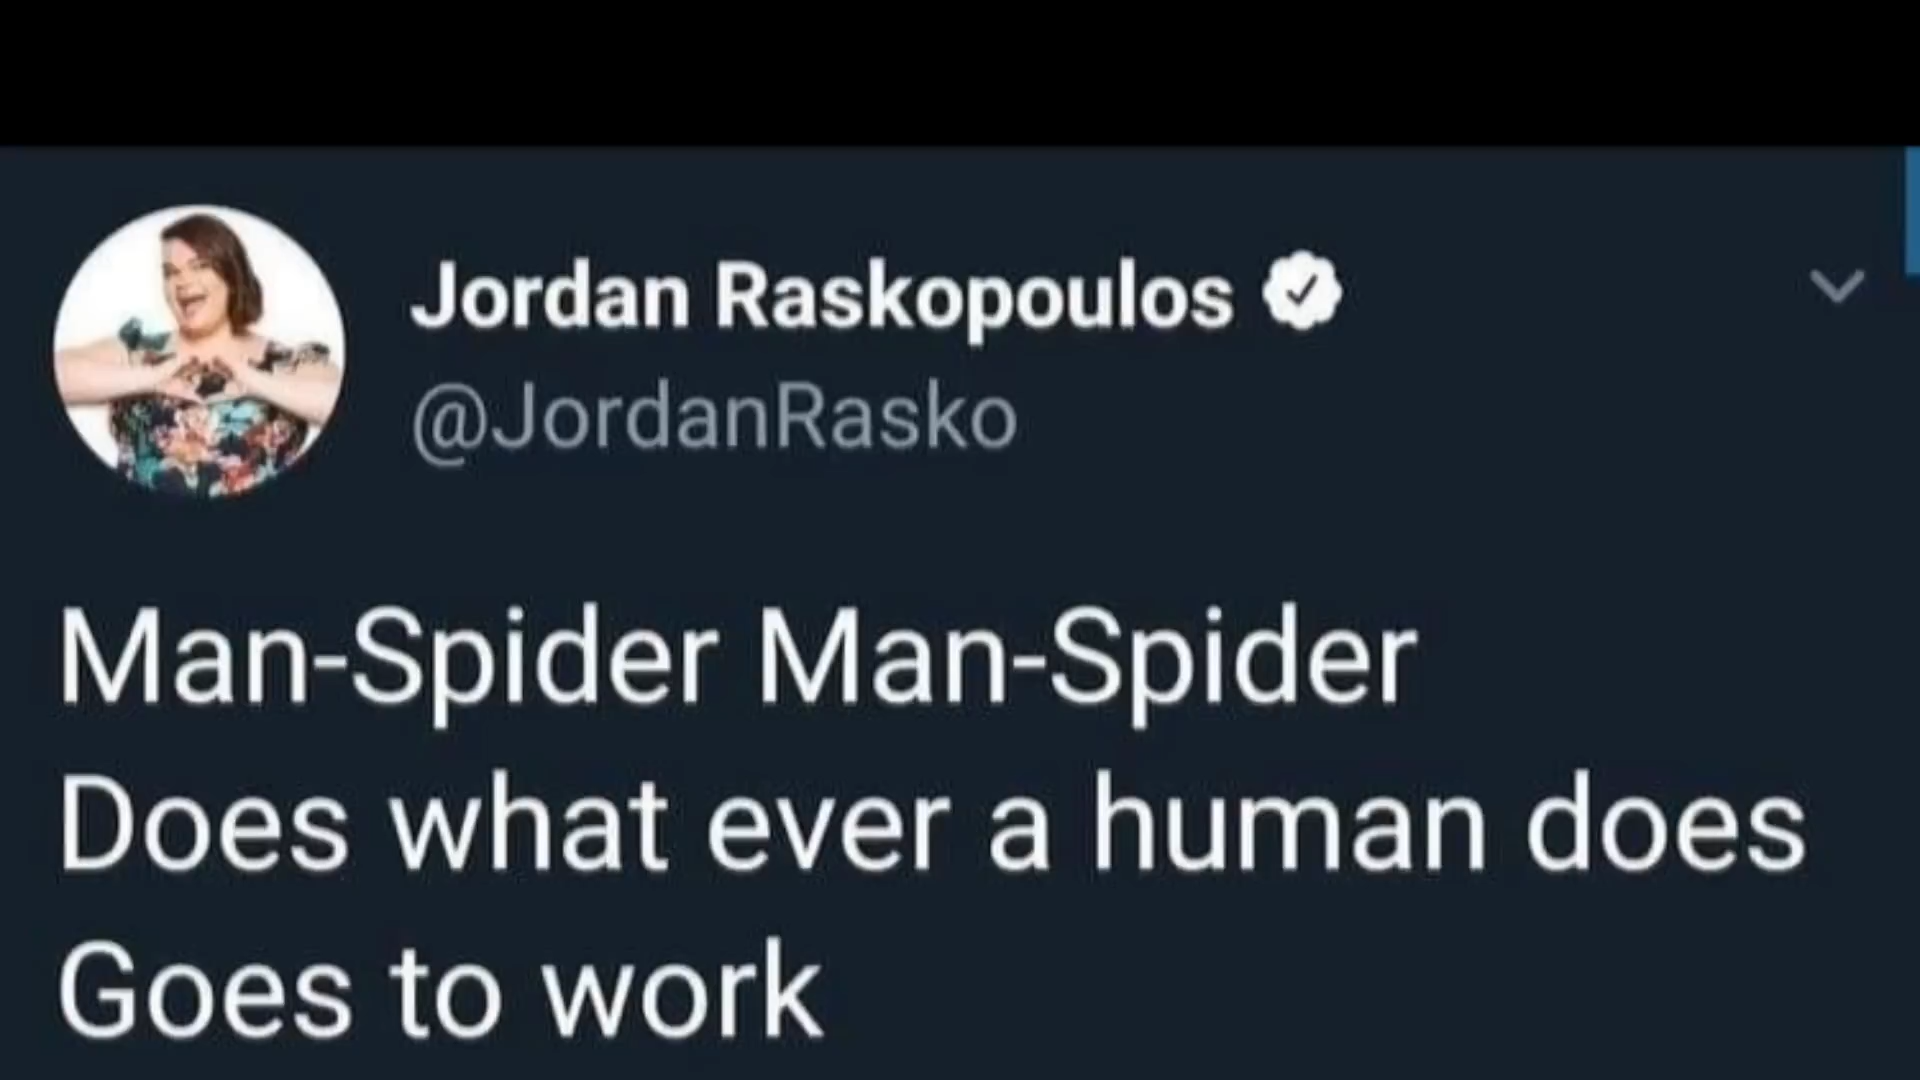 Jordan Raskopoulos
@JordanRasko
Man-Spider Man-Spider
Does what ever a human does
Goes to work